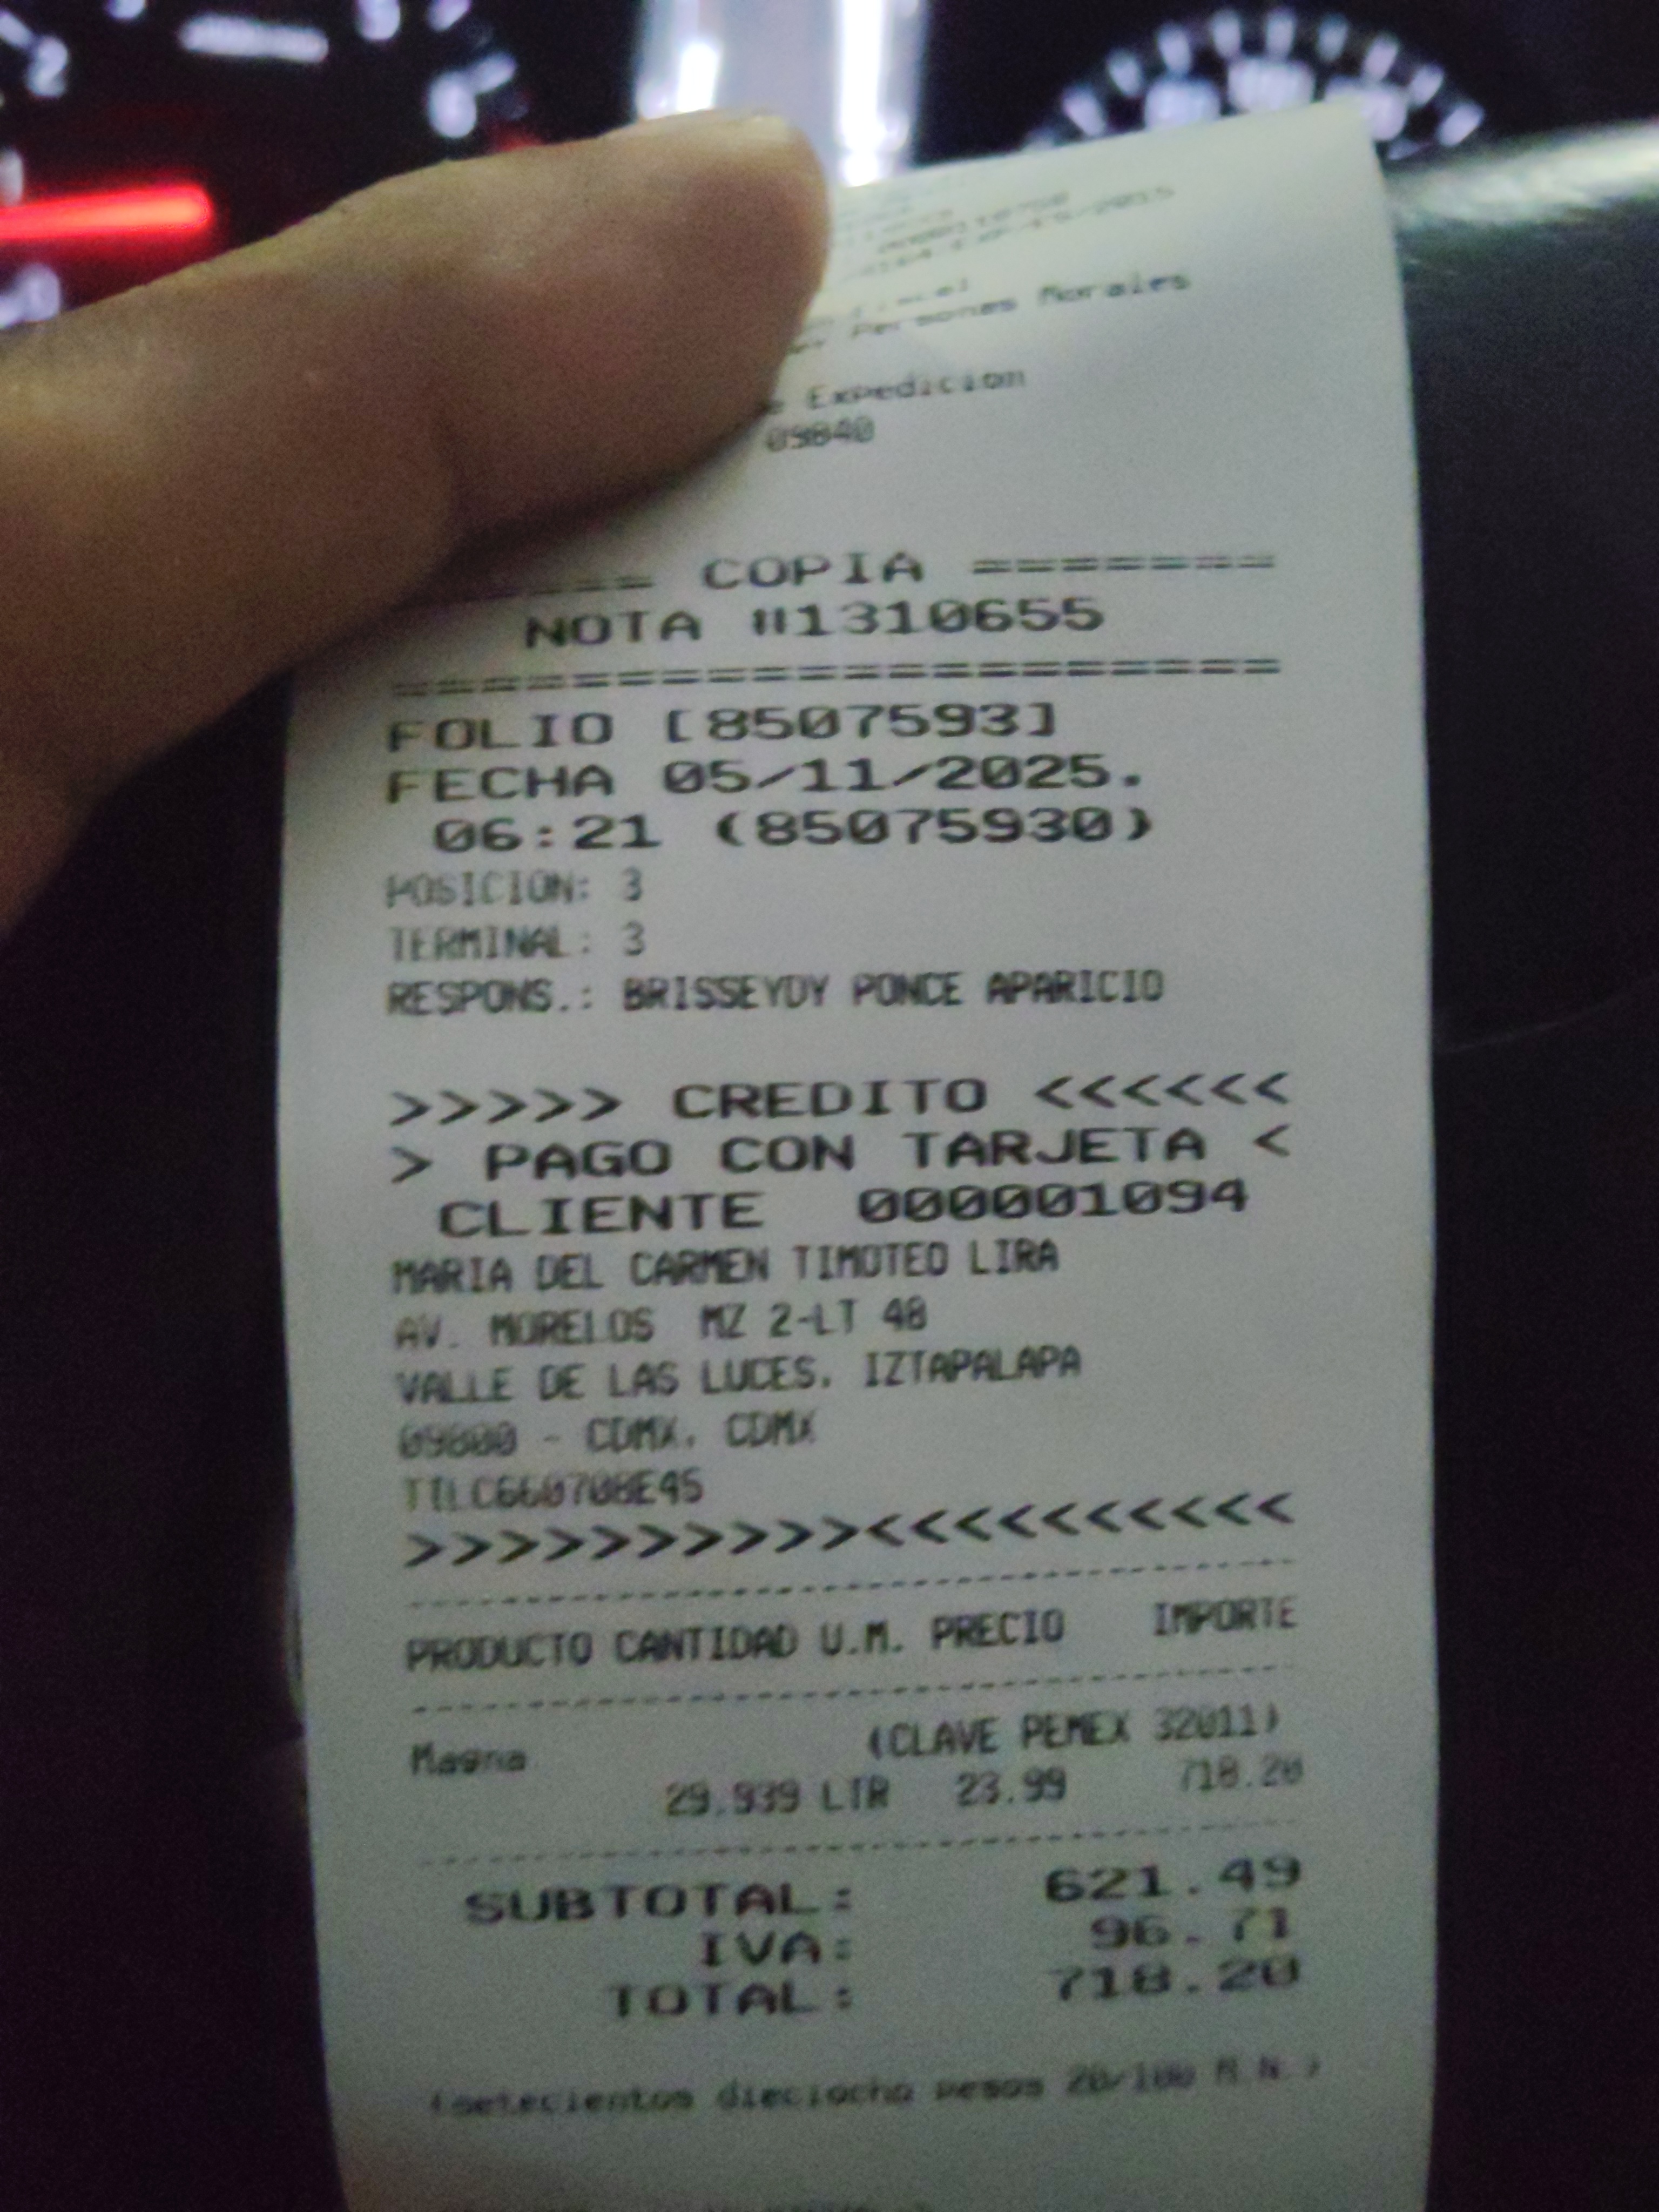 Personas Morales
Expedicion
09840
COPIA =======
NOTA #1310655
====================
FOLIO [8507593]
FECHA 05/11/2025.
06:21 (85075930)
POSICION: 3
TERMINAL: 3
RESPONS.: BRISSEYDY PONCE APARICIO
>>>>> CREDITO <<<<<<
> PAGO CON TARJETA <
CLIENTE 000001094
MARIA DEL CARMEN TIMOTEO LIRA
AV. MORELOS MZ 2-LT 48
VALLE DE LAS LUCES, IZTAPALAPA
09800 - CDMX, CDMX
TILC660708E45
>>>>>>>>>><<<<<<<<<
PRODUCTO CANTIDAD U.M. PRECIO IMPORTE
Magna (CLAVE PEMEX 32011)
29.939 LTR 23.99 718.20
SUBTOTAL: 621.49
IVA: 96.71
TOTAL: 718.20
(setecientos dieciocho pesos 20/100 M.N.)